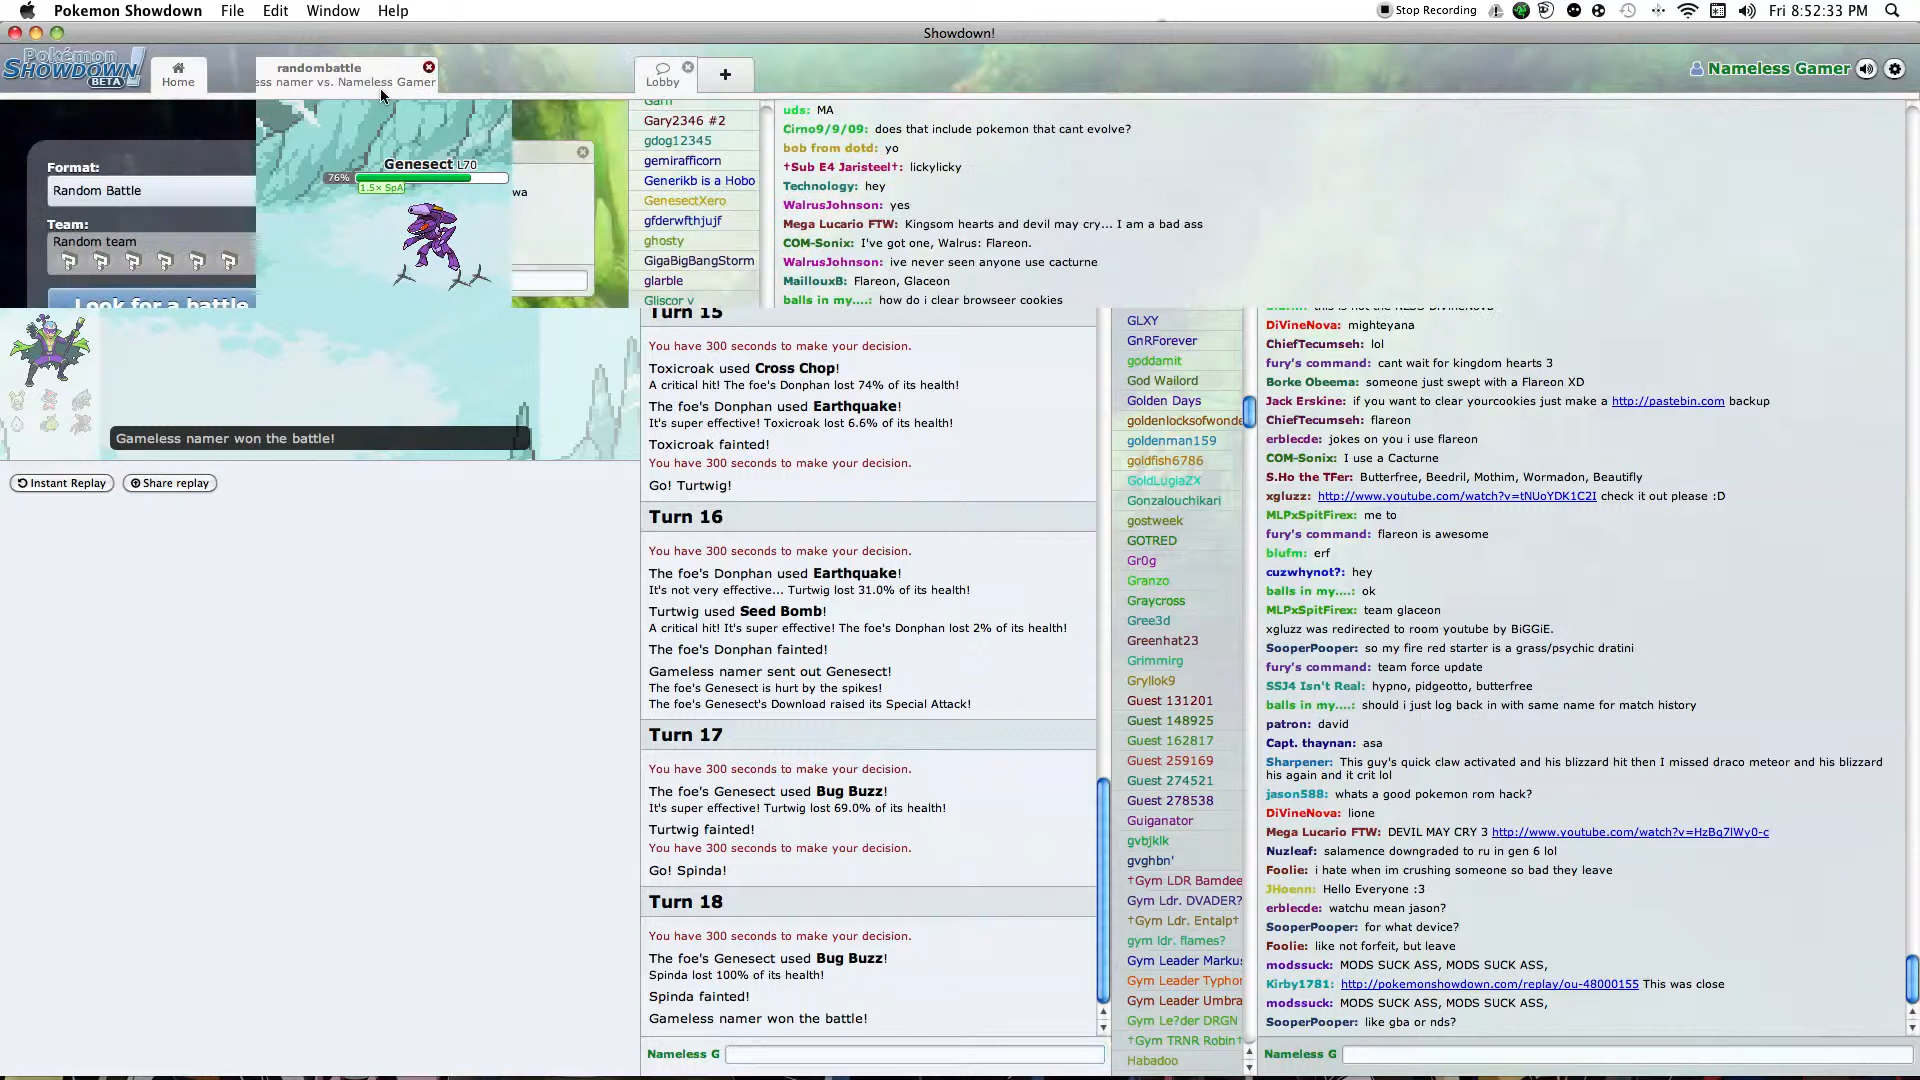 Pokemon Showdown File Edit Window Help
Stop Recording Fri 8:52:33 PM
Showdown!
Pokémon
SHOWDOWN!
BETA
Home
randombattle
ess namer vs. Nameless Gamer
Lobby
+
Nameless Gamer
Format:
Random Battle
Team:
Random team
Look for a battle
Genesect L70
76%
1.5× SpA
wa
Gam
Gary2346 #2
gdog12345
gemirafficorn
Generikb is a Hobo
GenesectXero
gfderwfthjujf
ghosty
GigaBigBangStorm
glarble
Gliscor v
uds: MA
Cirno9/9/09: does that include pokemon that cant evolve?
bob from dotd: yo
†Sub E4 Jaristeel†: lickylicky
Technology: hey
WalrusJohnson: yes
Mega Lucario FTW: Kingsom hearts and devil may cry... I am a bad ass
COM-Sonix: I've got one, Walrus: Flareon.
WalrusJohnson: ive never seen anyone use cacturne
MaillouxB: Flareon, Glaceon
balls in my....: how do i clear browseer cookies
Gameless namer won the battle!
Instant Replay
Share replay
Turn 15
You have 300 seconds to make your decision.
Toxicroak used Cross Chop!
A critical hit! The foe's Donphan lost 74% of its health!
The foe's Donphan used Earthquake!
It's super effective! Toxicroak lost 6.6% of its health!
Toxicroak fainted!
You have 300 seconds to make your decision.
Go! Turtwig!
Turn 16
You have 300 seconds to make your decision.
The foe's Donphan used Earthquake!
It's not very effective... Turtwig lost 31.0% of its health!
Turtwig used Seed Bomb!
A critical hit! It's super effective! The foe's Donphan lost 2% of its health!
The foe's Donphan fainted!
Gameless namer sent out Genesect!
The foe's Genesect is hurt by the spikes!
The foe's Genesect's Download raised its Special Attack!
Turn 17
You have 300 seconds to make your decision.
The foe's Genesect used Bug Buzz!
It's super effective! Turtwig lost 69.0% of its health!
Turtwig fainted!
You have 300 seconds to make your decision.
Go! Spinda!
Turn 18
You have 300 seconds to make your decision.
The foe's Genesect used Bug Buzz!
Spinda lost 100% of its health!
Spinda fainted!
Gameless namer won the battle!
Nameless G
GLXY
GnRForever
goddamit
God Wailord
Golden Days
goldenlocksofwonde
goldenman159
goldfish6786
GoldLugiaZX
Gonzalouchikari
gostweek
GOTRED
Gr0g
Granzo
Graycross
Gree3d
Greenhat23
Grimmirg
Gryllok9
Guest 131201
Guest 148925
Guest 162817
Guest 259169
Guest 274521
Guest 278538
Guiganator
gvbjklk
gvghbn'
†Gym LDR Bamdee
Gym Ldr. DVADER?
†Gym Ldr. Entalp†
gym ldr. flames?
Gym Leader Marku
Gym Leader Typho
Gym Leader Umbra
Gym Le?der DRGN
†Gym TRNR Robin†
Habadoo
DiVineNova: mighteyana
ChiefTecumseh: lol
fury's command: cant wait for kingdom hearts 3
Borke Obeema: someone just swept with a Flareon XD
Jack Erskine: if you want to clear yourcookies just make a http://pastebin.com backup
ChiefTecumseh: flareon
erblecde: jokes on you i use flareon
COM-Sonix: I use a Cacturne
S.Ho the TFer: Butterfree, Beedril, Mothim, Wormadon, Beautifly
xgluzz: http://www.youtube.com/watch?v=tNUoYDK1C2I check it out please :D
MLPxSpitFirex: me to
fury's command: flareon is awesome
blufm: erf
cuzwhynot?: hey
balls in my....: ok
MLPxSpitFirex: team glaceon
xgluzz was redirected to room youtube by BiGGiE.
SooperPooper: so my fire red starter is a grass/psychic dratini
fury's command: team force update
SSJ4 Isn't Real: hypno, pidgeotto, butterfree
balls in my....: should i just log back in with same name for match history
patron: david
Capt. thaynan: asa
Sharpener: This guy's quick claw activated and his blizzard hit then I missed draco meteor and his blizzard
his again and it crit lol
jason588: whats a good pokemon rom hack?
DiVineNova: lione
Mega Lucario FTW: DEVIL MAY CRY 3 http://www.youtube.com/watch?v=HzBq7lWy0-c
Nuzleaf: salamence downgraded to ru in gen 6 lol
Foolie: i hate when im crushing someone so bad they leave
JHoenn: Hello Everyone :3
erblecde: watchu mean jason?
SooperPooper: for what device?
Foolie: like not forfeit, but leave
modssuck: MODS SUCK ASS, MODS SUCK ASS,
Kirby1781: http://pokemonshowdown.com/replay/ou-48000155 This was close
modssuck: MODS SUCK ASS, MODS SUCK ASS,
SooperPooper: like gba or nds?
Nameless G